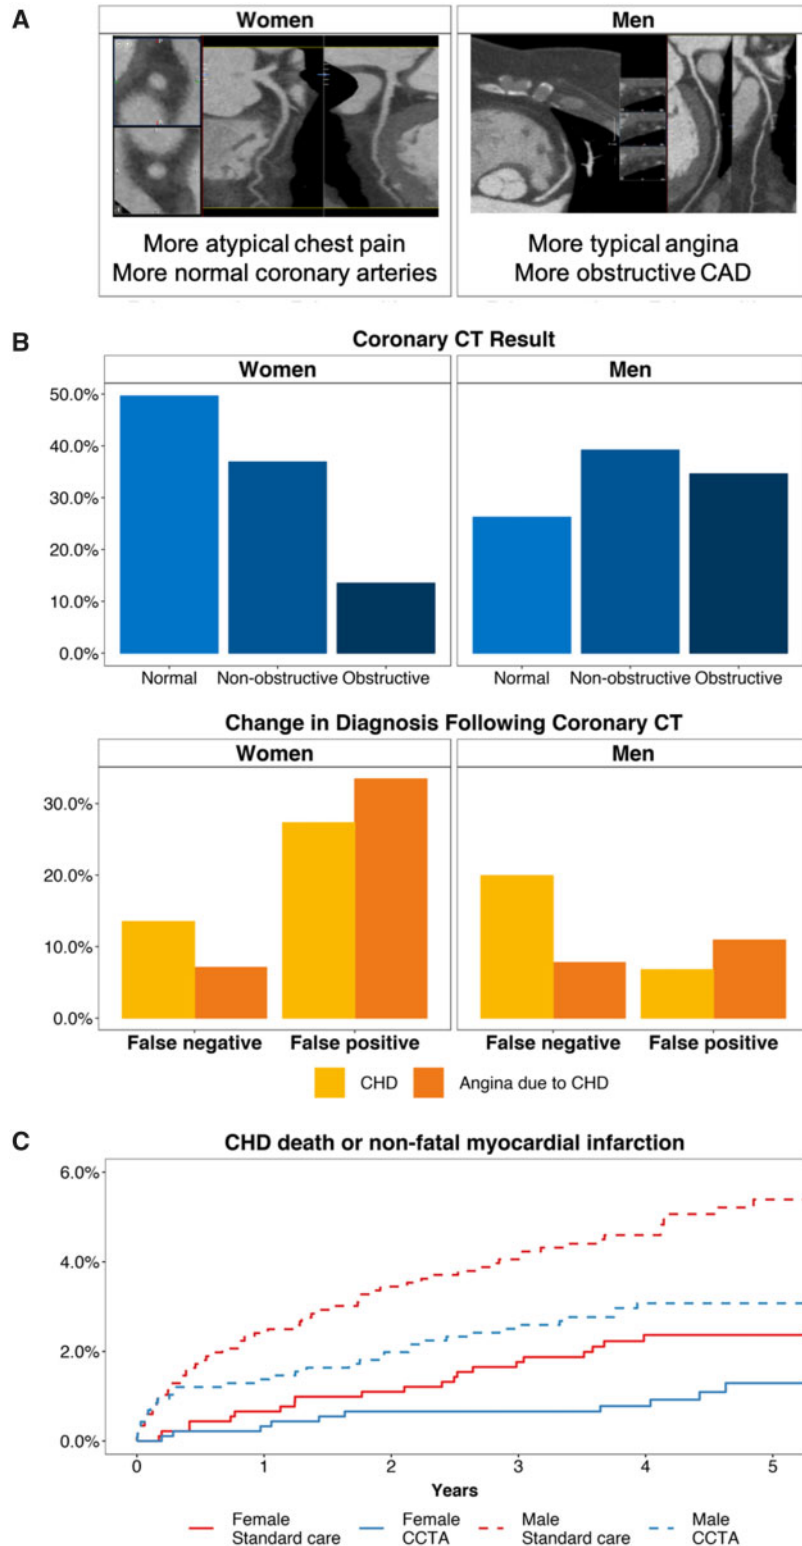 A
Women
Men
More atypical chest pain
More normal coronary arteries
More typical angina
More obstructive CAD
B
Coronary CT Result
Women
Men
50.0%
40.0%
30.0%
20.0%
10.0%
0.0%
Normal
Non-obstructive
Obstructive
Normal
Non-obstructive
Obstructive
Change in Diagnosis Following Coronary CT
Women
Men
30.0%
20.0%
10.0%
0.0%
False negative
False positive
False negative
False positive
CHD
Angina due to CHD
C
CHD death or non-fatal myocardial infarction
6.0%
4.0%
2.0%
0.0%
0
1
2
3
4
5
Years
Female
Standard care
Female
CCTA
Male
Standard care
Male
CCTA